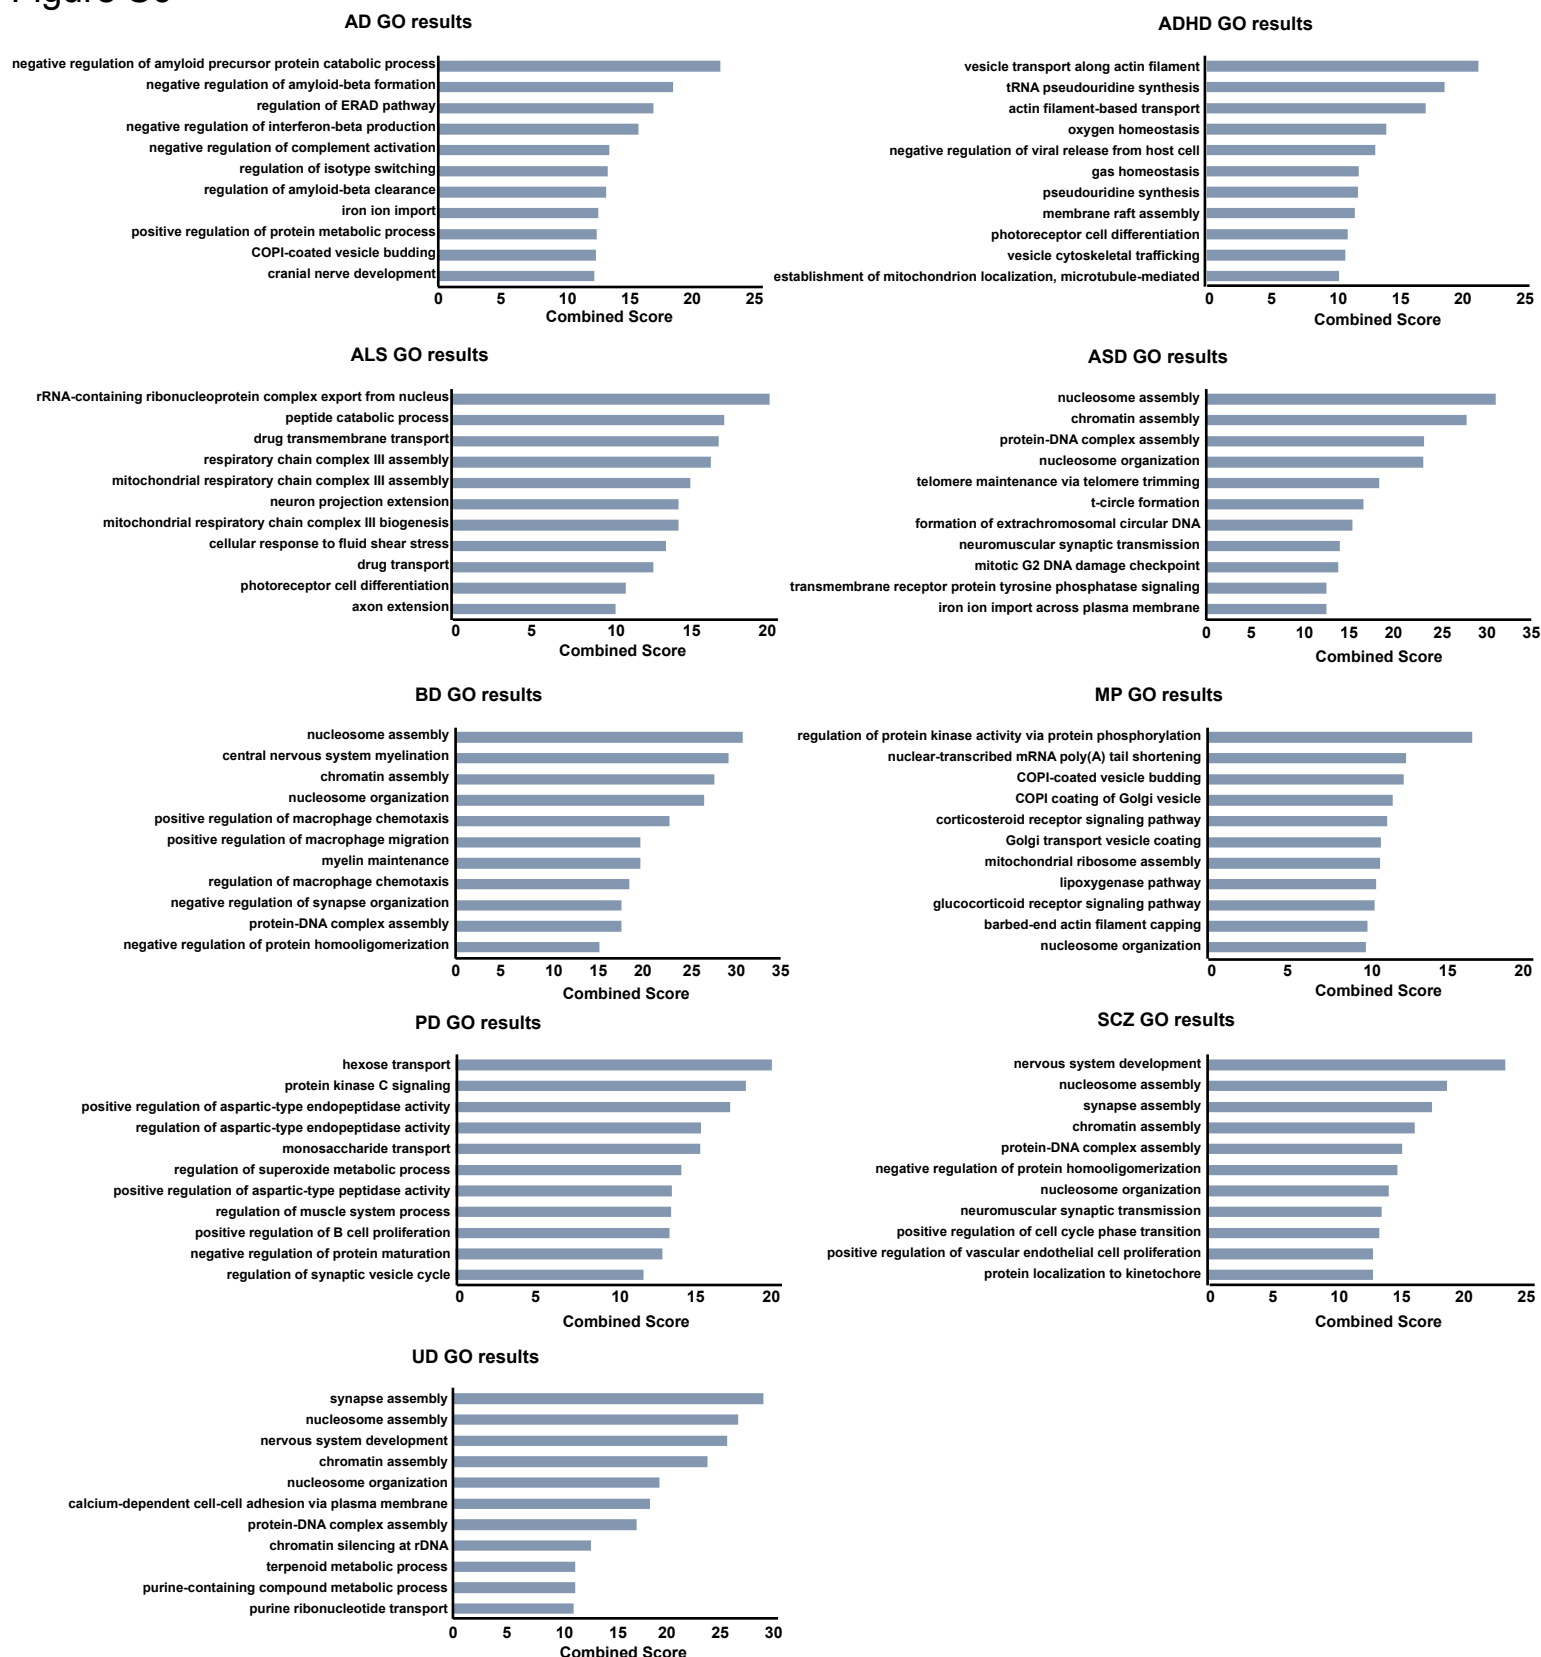 AD GO results
negative regulation of amyloid precursor protein catabolic process
negative regulation of amyloid-beta formation
regulation of ERAD pathway
negative regulation of interferon-beta production
negative regulation of complement activation
regulation of isotype switching
regulation of amyloid-beta clearance
iron ion import
positive regulation of protein metabolic process
COPI-coated vesicle budding
cranial nerve development
0 5 10 15 20 25
Combined Score
ADHD GO results
vesicle transport along actin filament
tRNA pseudouridine synthesis
actin filament-based transport
oxygen homeostasis
negative regulation of viral release from host cell
gas homeostasis
pseudouridine synthesis
membrane raft assembly
photoreceptor cell differentiation
vesicle cytoskeletal trafficking
establishment of mitochondrion localization, microtubule-mediated
0 5 10 15 20 25
Combined Score
ALS GO results
rRNA-containing ribonucleoprotein complex export from nucleus
peptide catabolic process
drug transmembrane transport
respiratory chain complex III assembly
mitochondrial respiratory chain complex III assembly
neuron projection extension
mitochondrial respiratory chain complex III biogenesis
cellular response to fluid shear stress
drug transport
photoreceptor cell differentiation
axon extension
0 5 10 15 20
Combined Score
ASD GO results
nucleosome assembly
chromatin assembly
protein-DNA complex assembly
nucleosome organization
telomere maintenance via telomere trimming
t-circle formation
formation of extrachromosomal circular DNA
neuromuscular synaptic transmission
mitotic G2 DNA damage checkpoint
transmembrane receptor protein tyrosine phosphatase signaling
iron ion import across plasma membrane
0 5 10 15 20 25 30 35
Combined Score
BD GO results
nucleosome assembly
central nervous system myelination
chromatin assembly
nucleosome organization
positive regulation of macrophage chemotaxis
positive regulation of macrophage migration
myelin maintenance
regulation of macrophage chemotaxis
negative regulation of synapse organization
protein-DNA complex assembly
negative regulation of protein homooligomerization
0 5 10 15 20 25 30 35
Combined Score
MP GO results
regulation of protein kinase activity via protein phosphorylation
nuclear-transcribed mRNA poly(A) tail shortening
COPI-coated vesicle budding
COPI coating of Golgi vesicle
corticosteroid receptor signaling pathway
Golgi transport vesicle coating
mitochondrial ribosome assembly
lipoxygenase pathway
glucocorticoid receptor signaling pathway
barbed-end actin filament capping
nucleosome organization
0 5 10 15 20
Combined Score
PD GO results
hexose transport
protein kinase C signaling
positive regulation of aspartic-type endopeptidase activity
regulation of aspartic-type endopeptidase activity
monosaccharide transport
regulation of superoxide metabolic process
positive regulation of aspartic-type peptidase activity
regulation of muscle system process
positive regulation of B cell proliferation
negative regulation of protein maturation
regulation of synaptic vesicle cycle
0 5 10 15 20
Combined Score
SCZ GO results
nervous system development
nucleosome assembly
synapse assembly
chromatin assembly
protein-DNA complex assembly
negative regulation of protein homooligomerization
nucleosome organization
neuromuscular synaptic transmission
positive regulation of cell cycle phase transition
positive regulation of vascular endothelial cell proliferation
protein localization to kinetochore
0 5 10 15 20 25
Combined Score
UD GO results
synapse assembly
nucleosome assembly
nervous system development
chromatin assembly
nucleosome organization
calcium-dependent cell-cell adhesion via plasma membrane
protein-DNA complex assembly
chromatin silencing at rDNA
terpenoid metabolic process
purine-containing compound metabolic process
purine ribonucleotide transport
0 5 10 15 20 25 30
Combined Score